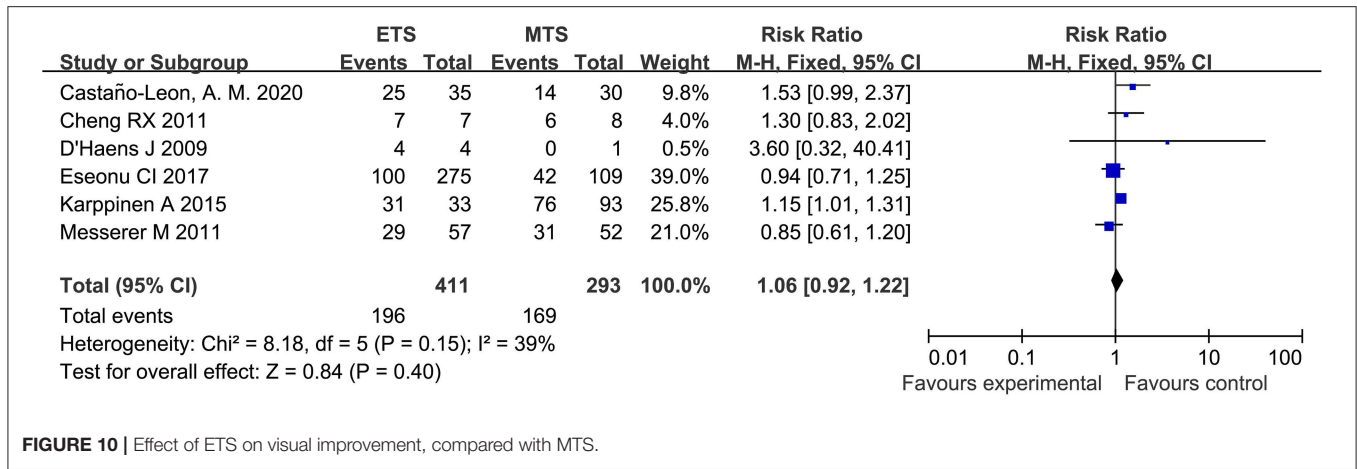 ETS MTS Risk Ratio Risk Ratio
Study or Subgroup Events Total Events Total Weight M-H, Fixed, 95% CI M-H, Fixed, 95% CI
Castaño-Leon, A. M. 2020 25 35 14 30 9.8% 1.53 [0.99, 2.37]
Cheng RX 2011 7 7 6 8 4.0% 1.30 [0.83, 2.02]
D'Haens J 2009 4 4 0 1 0.5% 3.60 [0.32, 40.41]
Eseonu CI 2017 100 275 42 109 39.0% 0.94 [0.71, 1.25]
Karppinen A 2015 31 33 76 93 25.8% 1.15 [1.01, 1.31]
Messerer M 2011 29 57 31 52 21.0% 0.85 [0.61, 1.20]
Total (95% CI) 411 293 100.0% 1.06 [0.92, 1.22]
Total events 196 169
Heterogeneity: Chi² = 8.18, df = 5 (P = 0.15); I² = 39%
Test for overall effect: Z = 0.84 (P = 0.40)
0.01 0.1 1 10 100
Favours experimental Favours control
FIGURE 10 | Effect of ETS on visual improvement, compared with MTS.